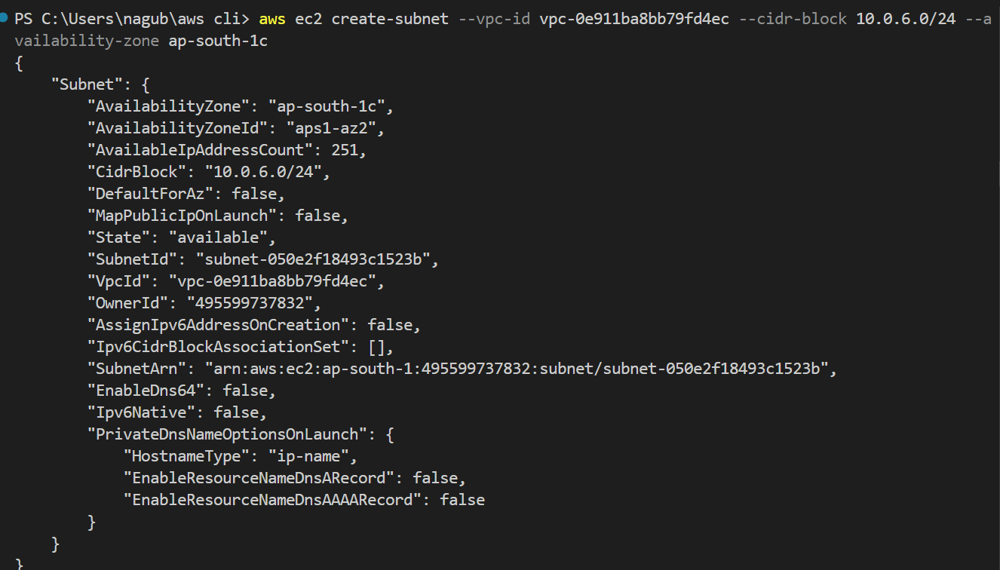 PS C:\Users\nagub\aws cli> aws ec2 create-subnet --vpc-id vpc-0e911ba8bb79fd4ec --cidr-block 10.0.6.0/24 --a
vailability-zone ap-south-1c
{
    "Subnet": {
        "AvailabilityZone": "ap-south-1c",
        "AvailabilityZoneId": "aps1-az2",
        "AvailableIpAddressCount": 251,
        "CidrBlock": "10.0.6.0/24",
        "DefaultForAz": false,
        "MapPublicIpOnLaunch": false,
        "State": "available",
        "SubnetId": "subnet-050e2f18493c1523b",
        "VpcId": "vpc-0e911ba8bb79fd4ec",
        "OwnerId": "495599737832",
        "AssignIpv6AddressOnCreation": false,
        "Ipv6CidrBlockAssociationSet": [],
        "SubnetArn": "arn:aws:ec2:ap-south-1:495599737832:subnet/subnet-050e2f18493c1523b",
        "EnableDns64": false,
        "Ipv6Native": false,
        "PrivateDnsNameOptionsOnLaunch": {
            "HostnameType": "ip-name",
            "EnableResourceNameDnsARecord": false,
            "EnableResourceNameDnsAAAARecord": false
        }
    }
}